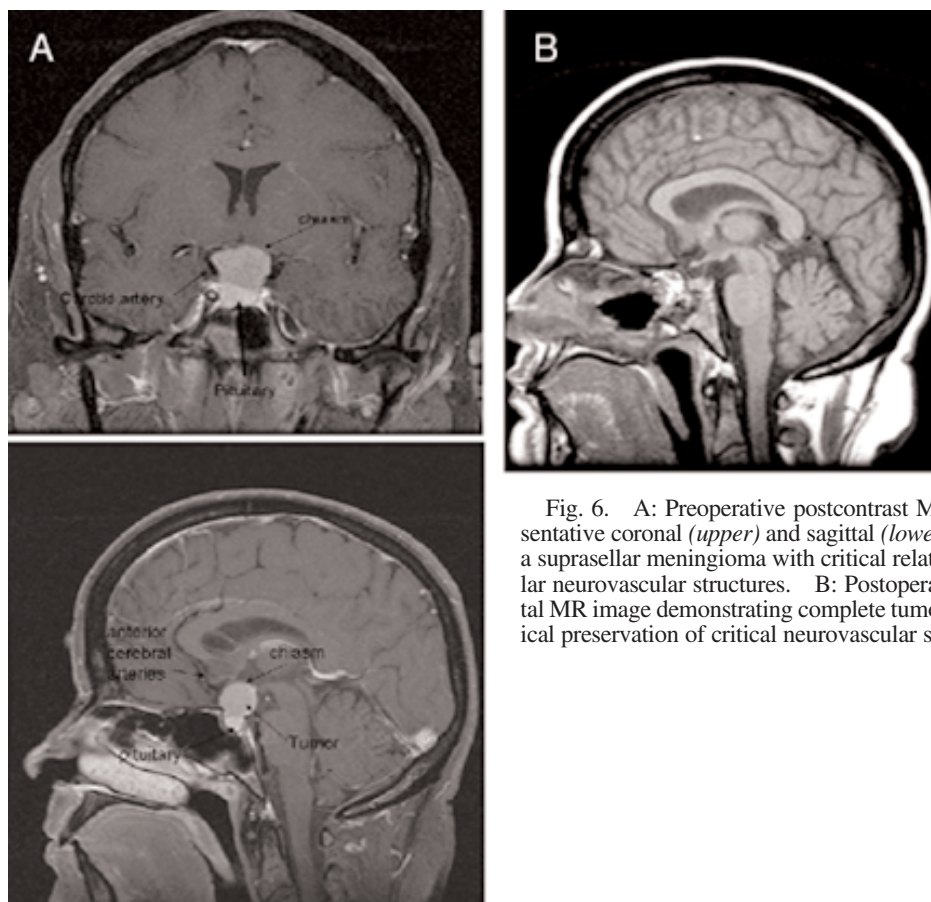 A
B
chiasm
Carotid artery
Pituitary
anterior
cerebral
arteries
chiasm
pituitary
Tumor
Fig. 6. A: Preoperative postcontrast M
sentative coronal (upper) and sagittal (lowe
a suprasellar meningioma with critical relat
lar neurovascular structures. B: Postopera
tal MR image demonstrating complete tumo
ical preservation of critical neurovascular s